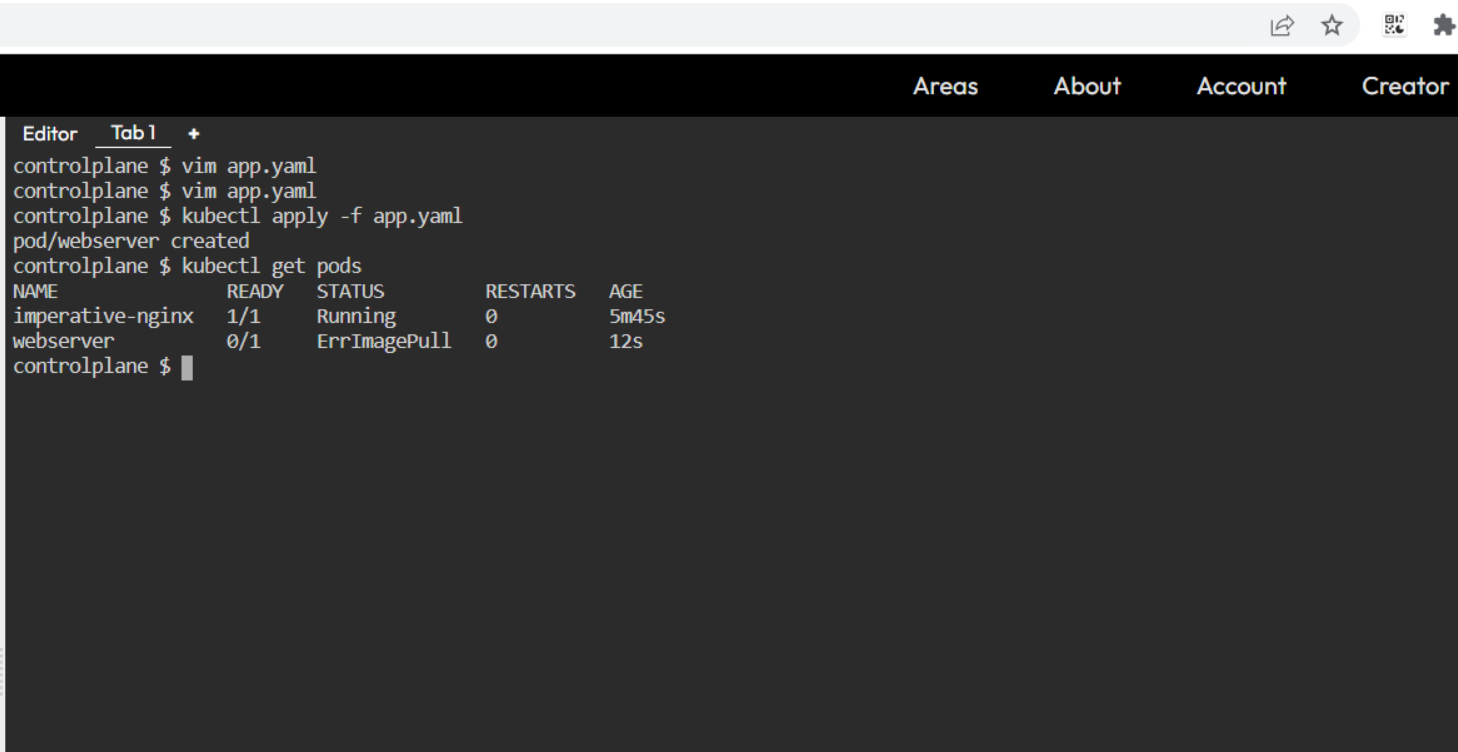 Areas About Account Creator
Editor Tab 1 +
controlplane $ vim app.yaml
controlplane $ vim app.yaml
controlplane $ kubectl apply -f app.yaml
pod/webserver created
controlplane $ kubectl get pods
NAME READY STATUS RESTARTS AGE
imperative-nginx 1/1 Running 0 5m45s
webserver 0/1 ErrImagePull 0 12s
controlplane $